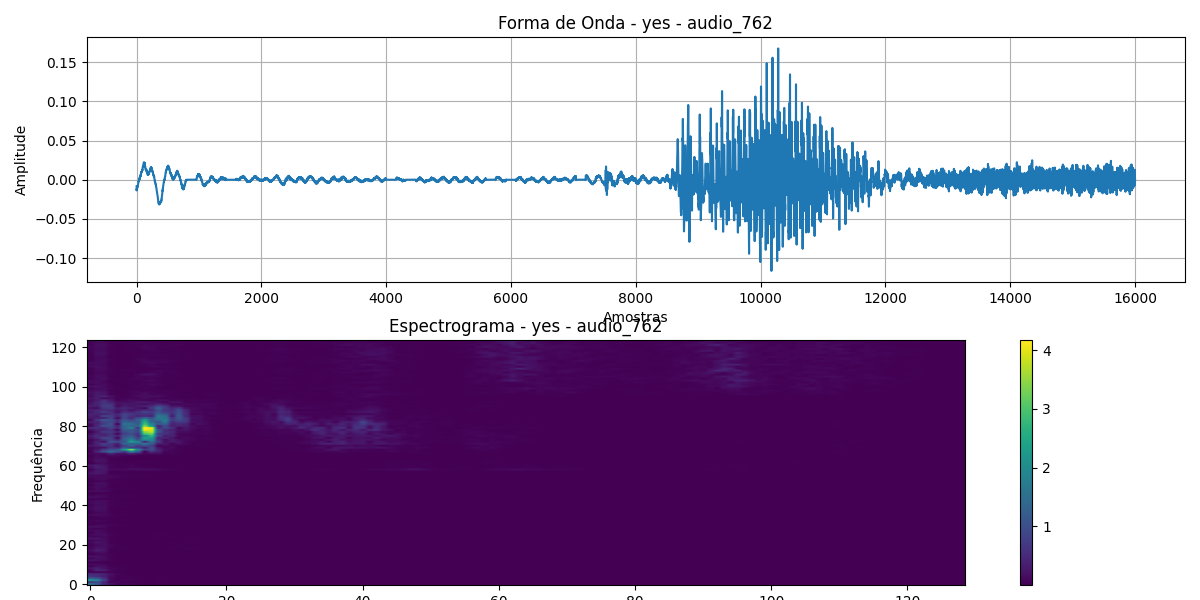 Forma de Onda - yes - audio_762
0.15
0.10
0.05
0.00
−0.05
−0.10
Amplitude
0 2000 4000 6000 8000 10000 12000 14000 16000
Amostras
Espectrograma - yes - audio_762
120
100
80
60
40
20
0
Frequência
0 20 40 60 80 100 120
4
3
2
1